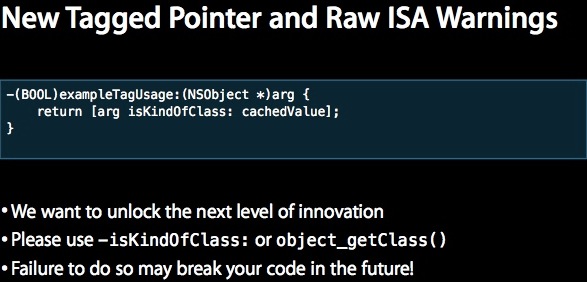 New Tagged Pointer and Raw ISA Warnings
-(BOOL)exampleTagUsage:(NSObject *)arg {
    return [arg isKindOfClass: cachedValue];
}
• We want to unlock the next level of innovation
• Please use -isKindOfClass: or object_getClass()
• Failure to do so may break your code in the future!